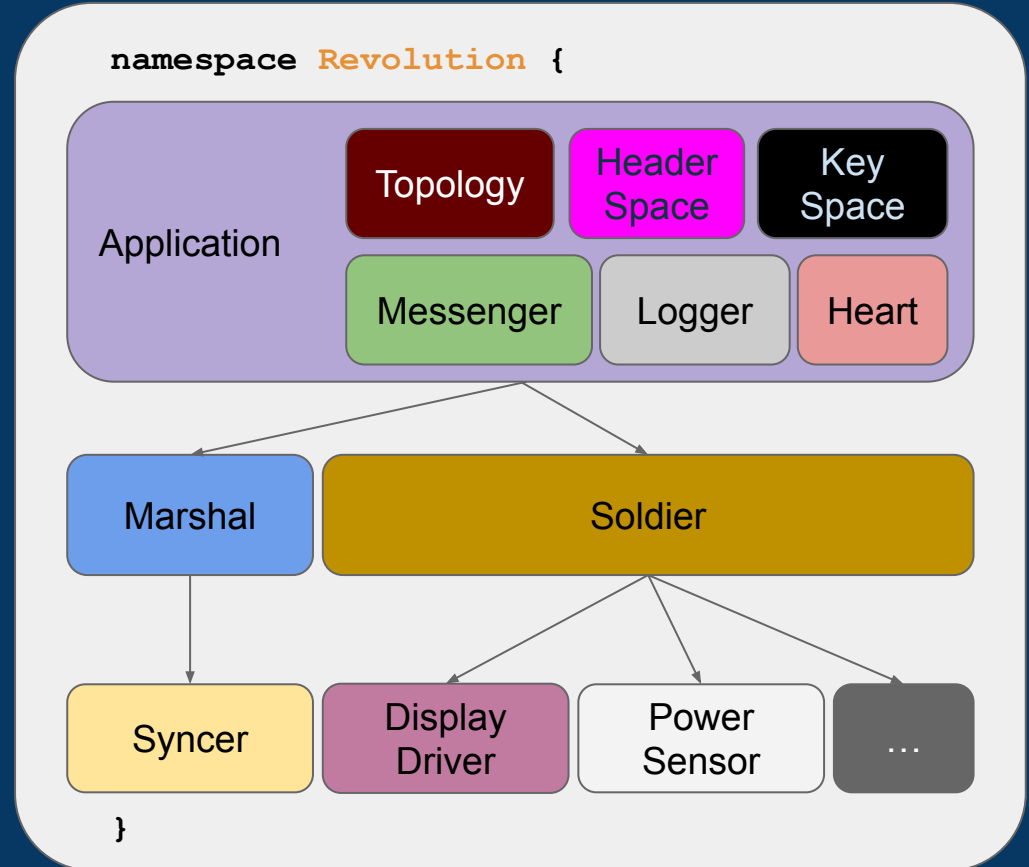 namespace Revolution {
Application
Topology
Header
Space
Key
Space
Messenger
Logger
Heart
Marshal
Soldier
Syncer
Display
Driver
Power
Sensor
...
}